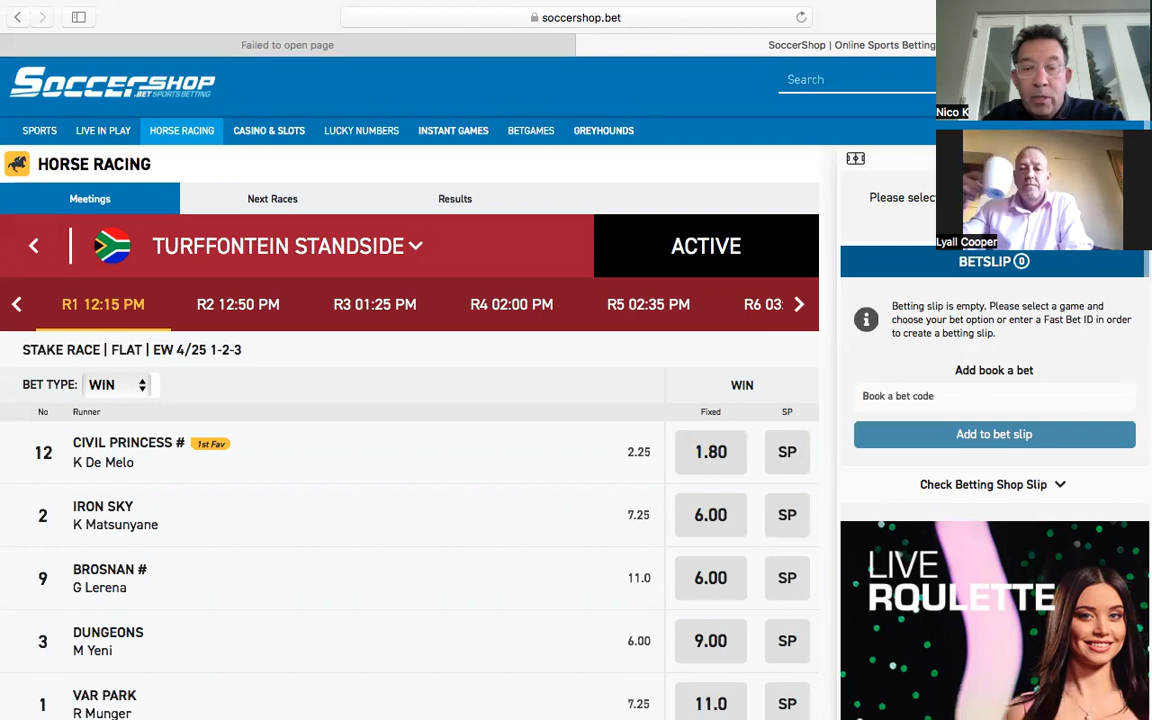 soccershop.bet
Failed to open page
SoccerShop | Online Sports Betting
SOCCERSHOP
.BET SPORTS BETTING
Search
Nico K
SPORTS LIVE IN PLAY HORSE RACING CASINO & SLOTS LUCKY NUMBERS INSTANT GAMES BETGAMES GREYHOUNDS
HORSE RACING
Meetings Next Races Results
Please select
TURFFONTEIN STANDSIDE ACTIVE
Lyall Cooper
BETSLIP 0
R1 12:15 PM R2 12:50 PM R3 01:25 PM R4 02:00 PM R5 02:35 PM R6 03:
Betting slip is empty. Please select a game and
choose your bet option or enter a Fast Bet ID in order
to create a betting slip.
STAKE RACE | FLAT | EW 4/25 1-2-3
Add book a bet
BET TYPE: WIN WIN
Book a bet code
No Runner Fixed SP
Add to bet slip
12 CIVIL PRINCESS # 1st Fav 2.25 1.80 SP
K De Melo
Check Betting Shop Slip
2 IRON SKY 7.25 6.00 SP
K Matsunyane
9 BROSNAN # 11.0 6.00 SP
G Lerena
3 DUNGEONS 6.00 9.00 SP
M Yeni
1 VAR PARK 7.25 11.0 SP
R Munger
LIVE
ROULETTE